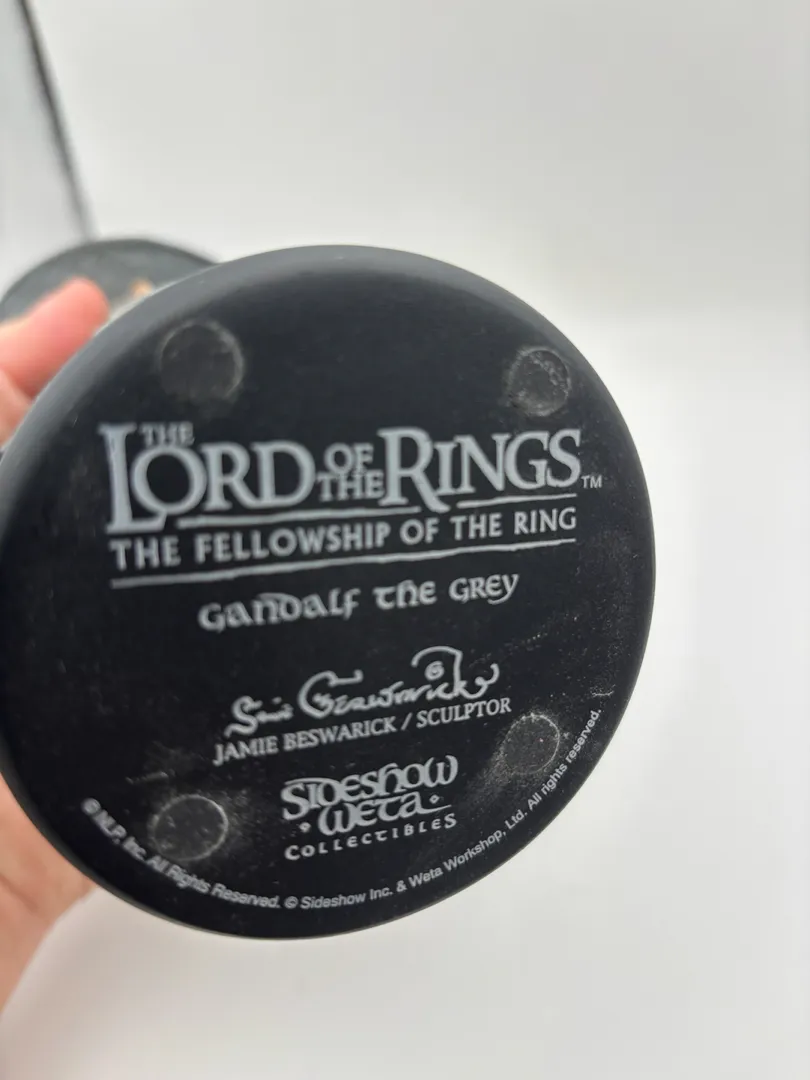 THE LORD OF THE RINGS™
THE FELLOWSHIP OF THE RING
GANDALF THE GREY
JAMIE BESWARICK / SCULPTOR
SIDESHOW
WETA
COLLECTIBLES
© NLP, Inc. All Rights Reserved. © Sideshow Inc. & Weta Workshop, Ltd. All rights reserved.